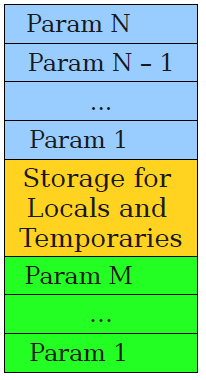 Param N
Param N – 1
...
Param 1
Storage for
Locals and
Temporaries
Param M
...
Param 1